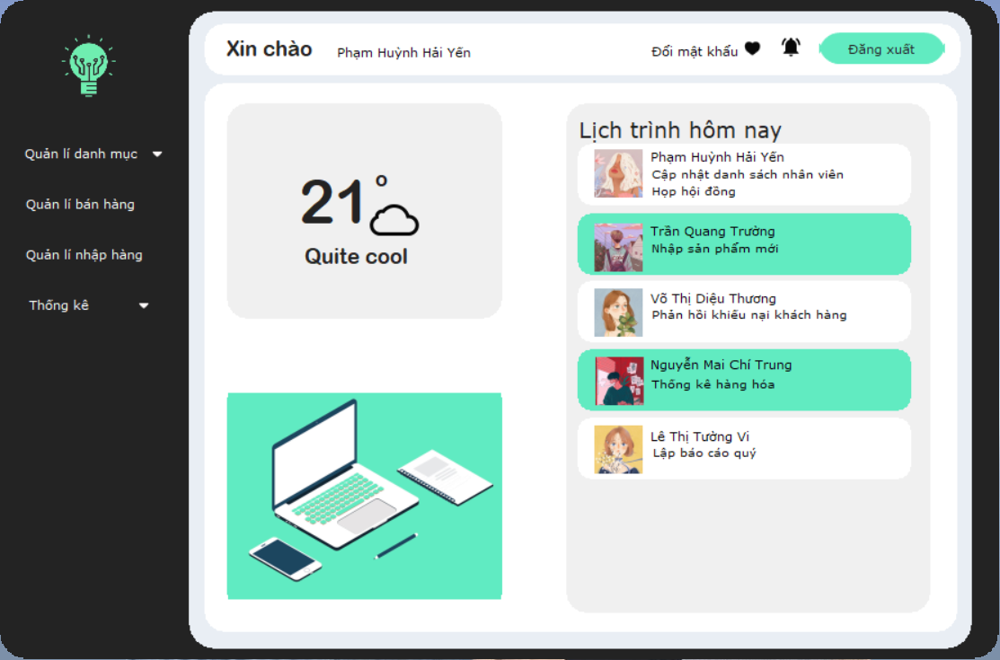 Xin chào
Phạm Huỳnh Hải Yến
Đổi mật khẩu
Đăng xuất
Quản lí danh mục
Quản lí bán hàng
Quản lí nhập hàng
Thống kê
21°
Quite cool
Lịch trình hôm nay
Phạm Huỳnh Hải Yến
Cập nhật danh sách nhân viên
Họp hội đồng
Trần Quang Trường
Nhập sản phẩm mới
Võ Thị Diệu Thương
Phản hồi khiếu nại khách hàng
Nguyễn Mai Chí Trung
Thống kê hàng hóa
Lê Thị Tường Vi
Lập báo cáo quý